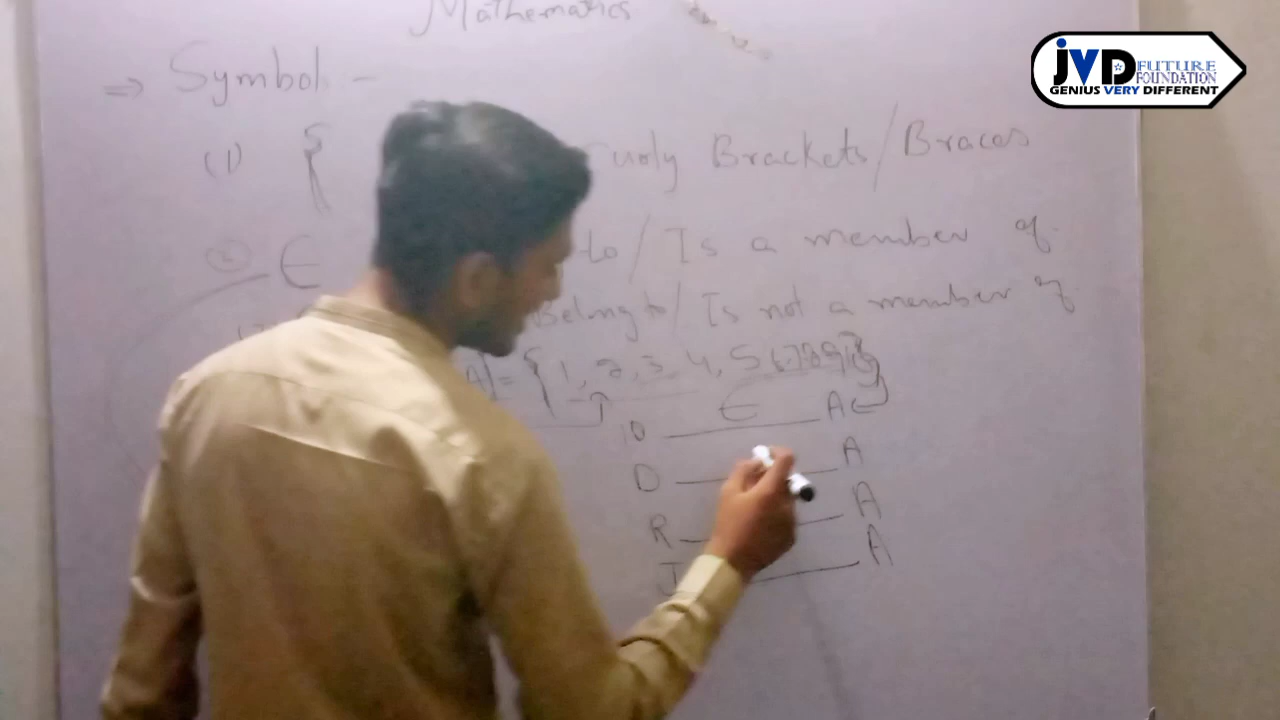 Mathematics
⇒ Symbol -
(1) { Curly Brackets/Braces
(2) ∈ to/ Is a member of
Belong to/ Is not a member of
A = {1, 2, 3, 4, 5, 6, 7, 8, 9, 10}
10 ∈ A
D A
R A
J A
JVD FUTURE FOUNDATION
GENIUS VERY DIFFERENT